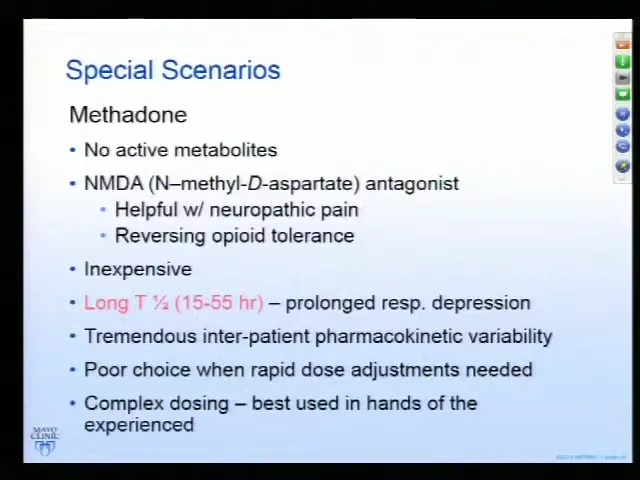 Special Scenarios
Methadone
• No active metabolites
• NMDA (N–methyl-D-aspartate) antagonist
• Helpful w/ neuropathic pain
• Reversing opioid tolerance
• Inexpensive
• Long T ½ (15-55 hr) – prolonged resp. depression
• Tremendous inter-patient pharmacokinetic variability
• Poor choice when rapid dose adjustments needed
• Complex dosing – best used in hands of the
experienced
MAYO
CLINIC